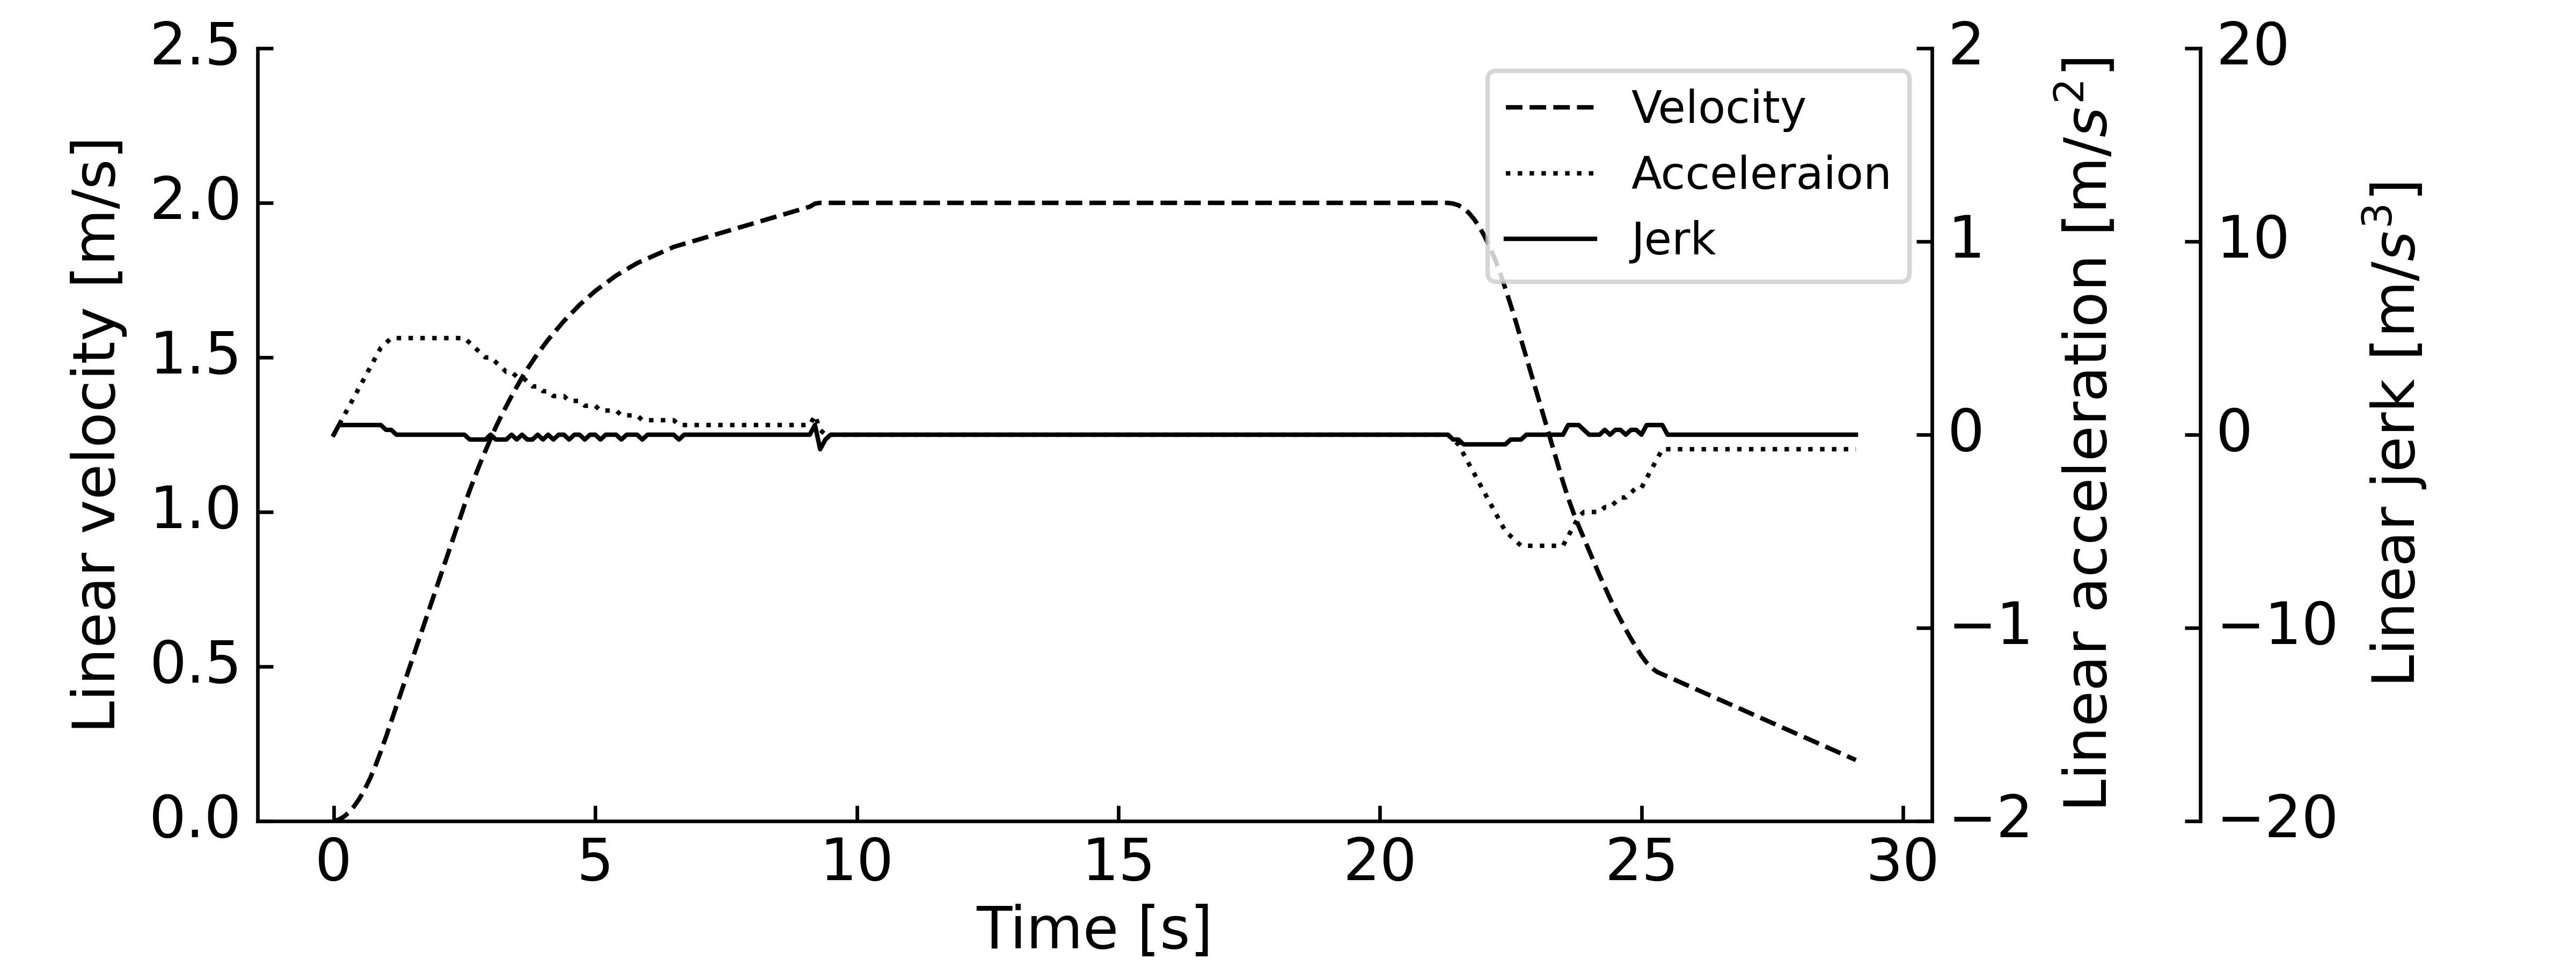 Linear velocity [m/s]
2.5
2.0
1.5
1.0
0.5
0.0
0 5 10 15 20 25 30
Time [s]
Velocity
Acceleraion
Jerk
2
1
0
−1
−2
Linear acceleration [m/s²]
20
10
0
−10
−20
Linear jerk [m/s³]